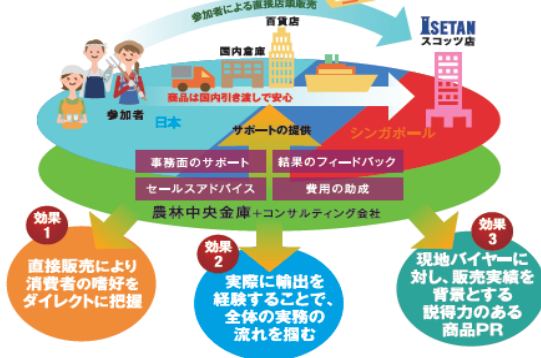 参加者による直接店頭販売
百貨店
ISETAN
スコッツ店
国内倉庫
商品は国内引き渡しで安心
参加者
日本
サポートの提供
シンガポール
事務面のサポート
結果のフィードバック
セールスアドバイス
費用の助成
農林中央金庫+コンサルティング会社
効果
1
直接販売により
消費者の嗜好を
ダイレクトに把握
効果
2
実際に輸出を
経験することで、
全体の実務の
流れを掴む
効果
3
現地バイヤーに
対し、販売実績を
背景とする
説得力のある
商品PR